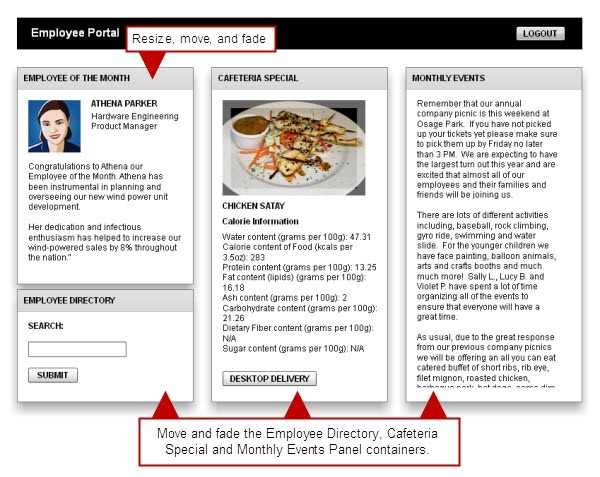 Employee Portal
Resize, move, and fade
LOGOUT
EMPLOYEE OF THE MONTH
ATHENA PARKER
Hardware Engineering
Product Manager
Congratulations to Athena our
Employee of the Month. Athena has
been instrumental in planning and
overseeing our new wind power unit
development.
Her dedication and infectious
enthusiasm has helped to increase our
wind-powered sales by 8% throughout
the nation."
EMPLOYEE DIRECTORY
SEARCH:
SUBMIT
CAFETERIA SPECIAL
CHICKEN SATAY
Calorie Information
Water content (grams per 100g): 47.31
Calorie content of Food (kcals per
3.5oz): 283
Protein content (grams per 100g): 13.25
Fat content (lipids) (grams per 100g):
16.18
Ash content (grams per 100g): 2
Carbohydrate content (grams per 100g):
21.26
Dietary Fiber content (grams per 100g):
N/A
Sugar content (grams per 100g): N/A
DESKTOP DELIVERY
MONTHLY EVENTS
Remember that our annual
company picnic is this weekend at
Osage Park. If you have not picked
up your tickets yet please make sure
to pick them up by Friday no later
than 3 PM. We are expecting to have
the largest turn out this year and are
excited that almost all of our
employees and their families and
friends will be joining us.
There are lots of different activities
including, baseball, rock climbing,
gyro ride, swimming and water
slide. For the younger children we
have face painting, balloon animals,
arts and crafts booths and much
much more! Sally L., Lucy B. and
Violet P. have spent a lot of time
organizing all of the events to
ensure that everyone will have a
great time.
As usual, due to the great response
from our previous company picnics
we will be offering an all you can eat
catered buffet of short ribs, rib eye,
filet mignon, roasted chicken,
Move and fade the Employee Directory, Cafeteria
Special and Monthly Events Panel containers.